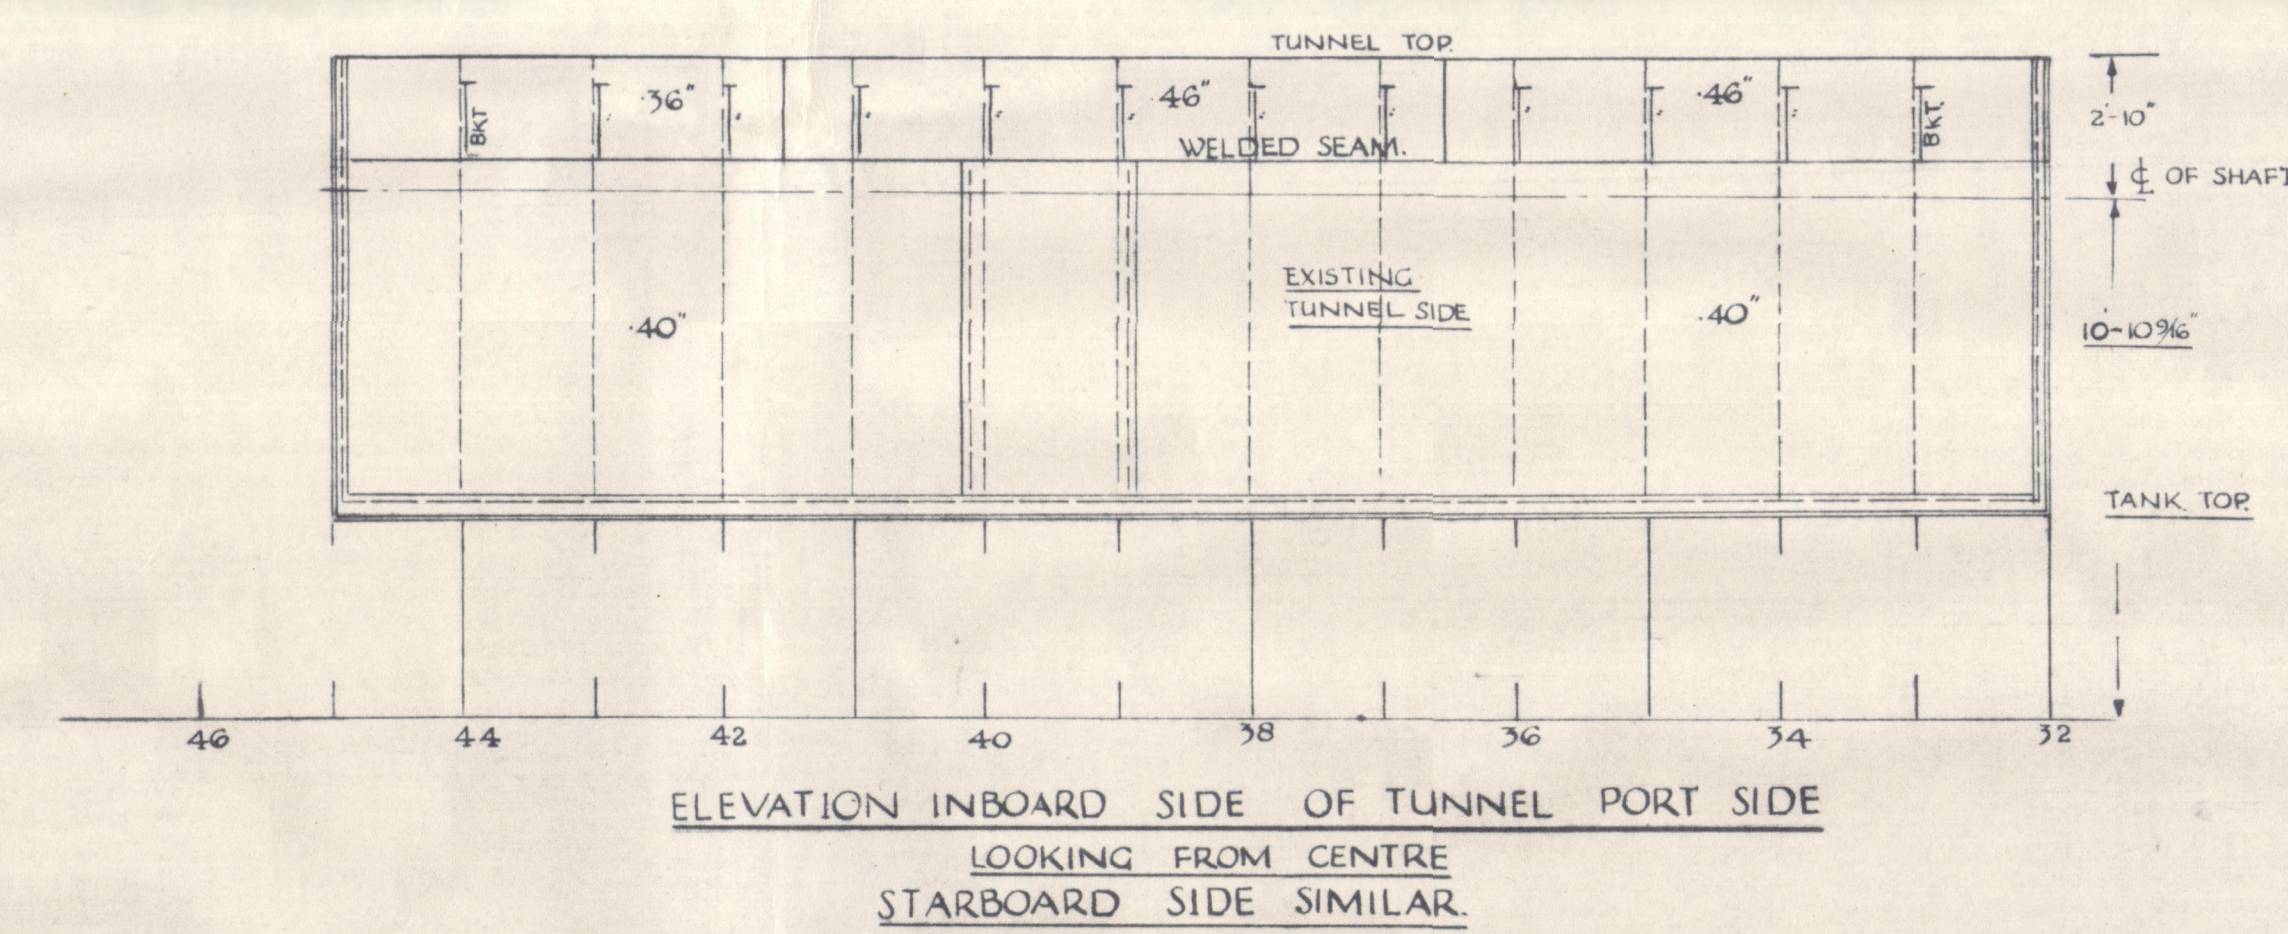 TUNNEL TOP.
·36" ·46" ·46"
BKT
BKT.
2'-10"
WELDED SEAM.
℄ OF SHAFT
EXISTING
TUNNEL SIDE
·40" ·40"
10'-10 9/16"
TANK TOP.
46 44 42 40 38 36 34 32
ELEVATION INBOARD SIDE OF TUNNEL PORT SIDE
LOOKING FROM CENTRE
STARBOARD SIDE SIMILAR.